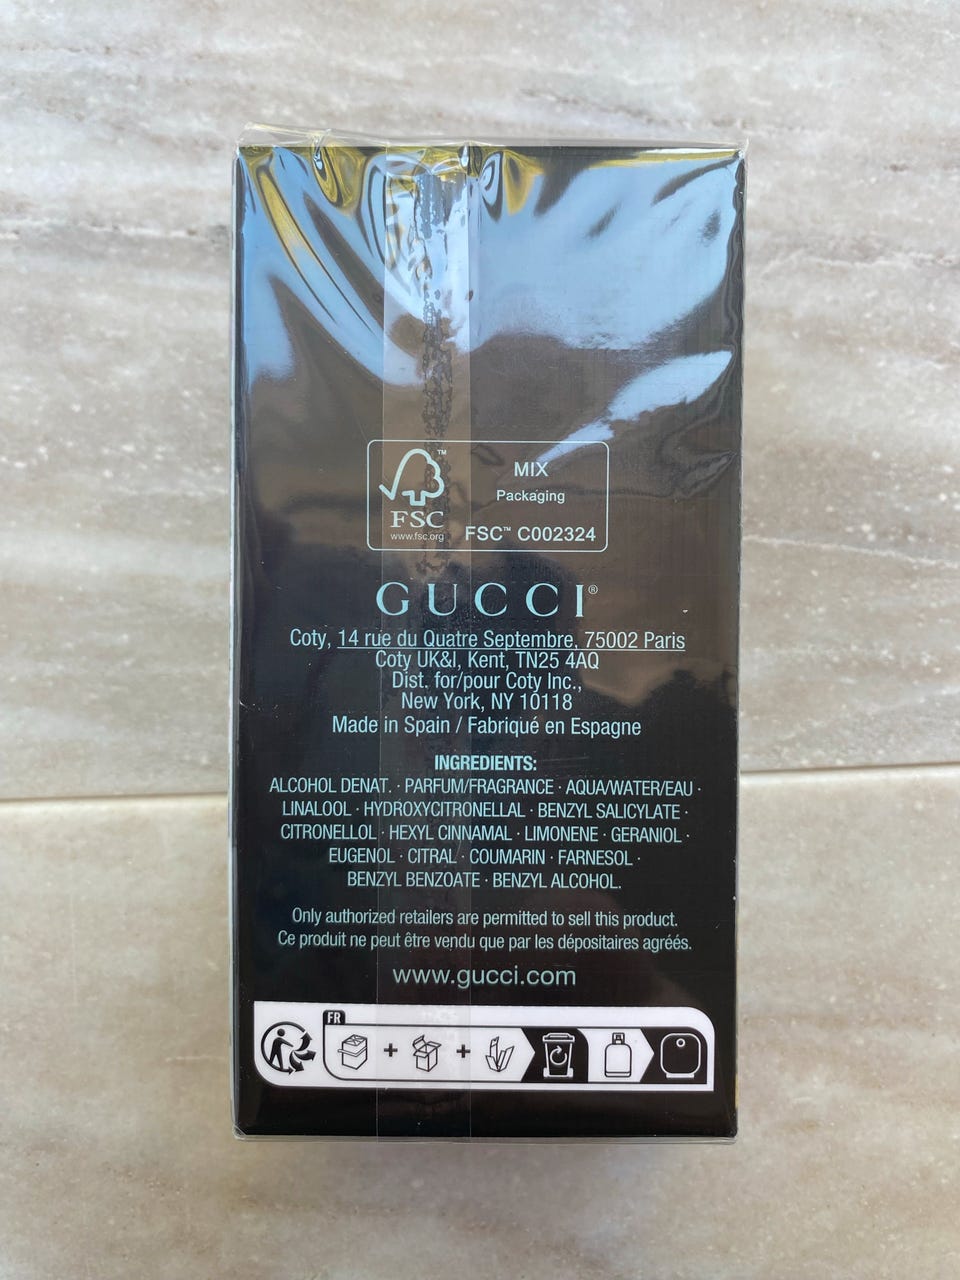 MIX
Packaging
FSC™ C002324
™
FSC
www.fsc.org
GUCCI®
Coty, 14 rue du Quatre Septembre, 75002 Paris
Coty UK&I, Kent, TN25 4AQ
Dist. for/pour Coty Inc.,
New York, NY 10118
Made in Spain / Fabriqué en Espagne
INGREDIENTS:
ALCOHOL DENAT. · PARFUM/FRAGRANCE · AQUA/WATER/EAU ·
LINALOOL · HYDROXYCITRONELLAL · BENZYL SALICYLATE ·
CITRONELLOL · HEXYL CINNAMAL · LIMONENE · GERANIOL ·
EUGENOL · CITRAL · COUMARIN · FARNESOL ·
BENZYL BENZOATE · BENZYL ALCOHOL.
Only authorized retailers are permitted to sell this product.
Ce produit ne peut être vendu que par les dépositaires agréés.
www.gucci.com
FR
+ +